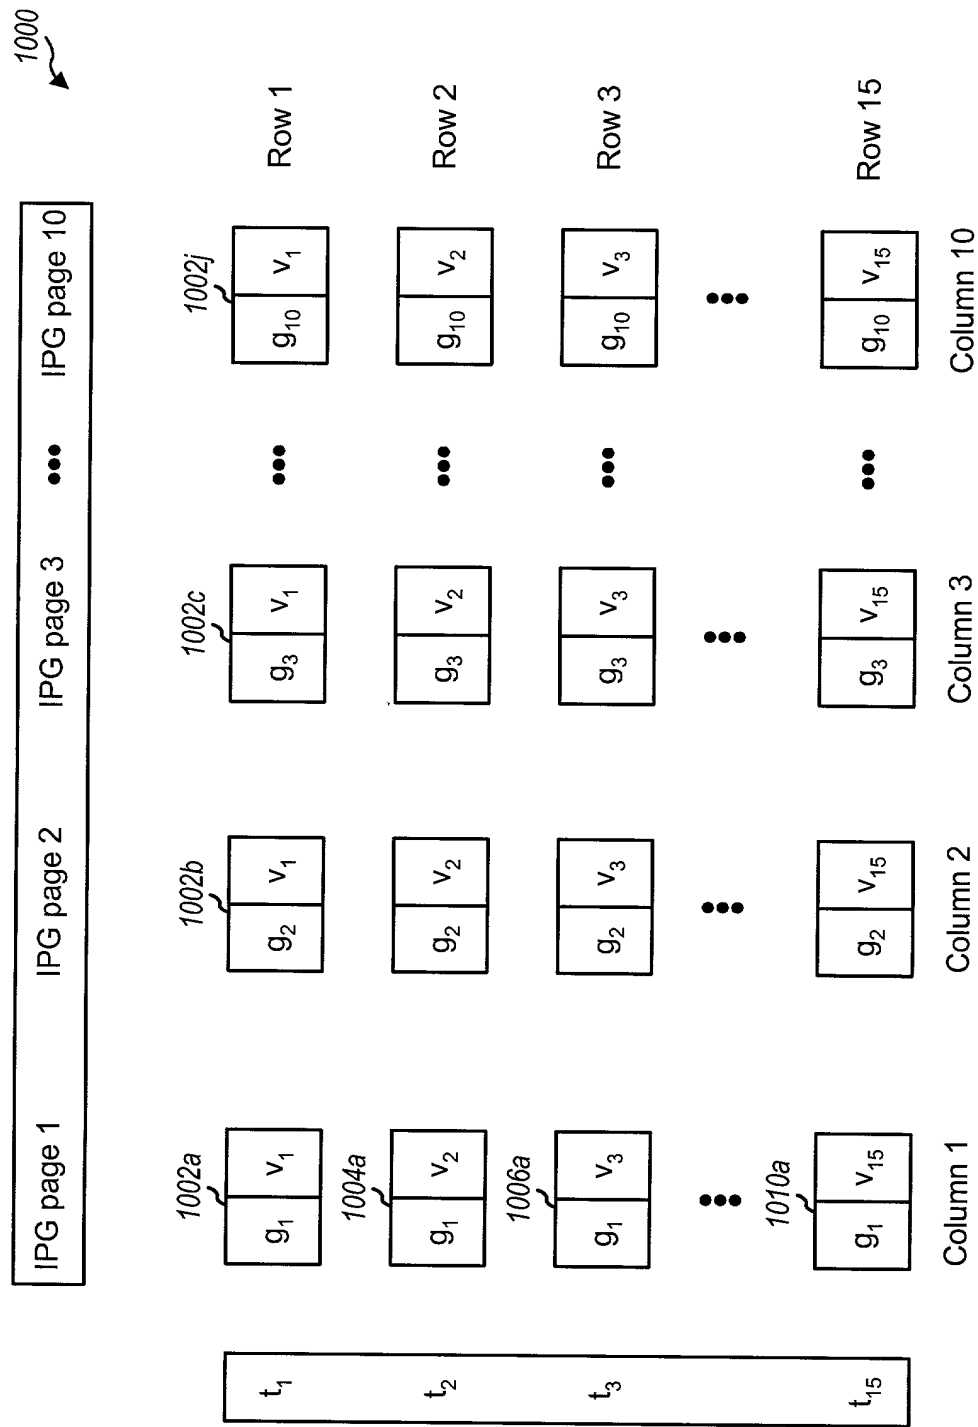 1000
IPG page 1 IPG page 2 IPG page 3 ••• IPG page 10
1002a 1002b 1002c 1002j
t₁ g₁ v₁ g₂ v₁ g₃ v₁ ••• g₁₀ v₁ Row 1
1004a
t₂ g₁ v₂ g₂ v₂ g₃ v₂ ••• g₁₀ v₂ Row 2
1006a
t₃ g₁ v₃ g₂ v₃ g₃ v₃ ••• g₁₀ v₃ Row 3
••• ••• ••• •••
1010a
t₁₅ g₁ v₁₅ g₂ v₁₅ g₃ v₁₅ ••• g₁₀ v₁₅ Row 15
Column 1 Column 2 Column 3 Column 10